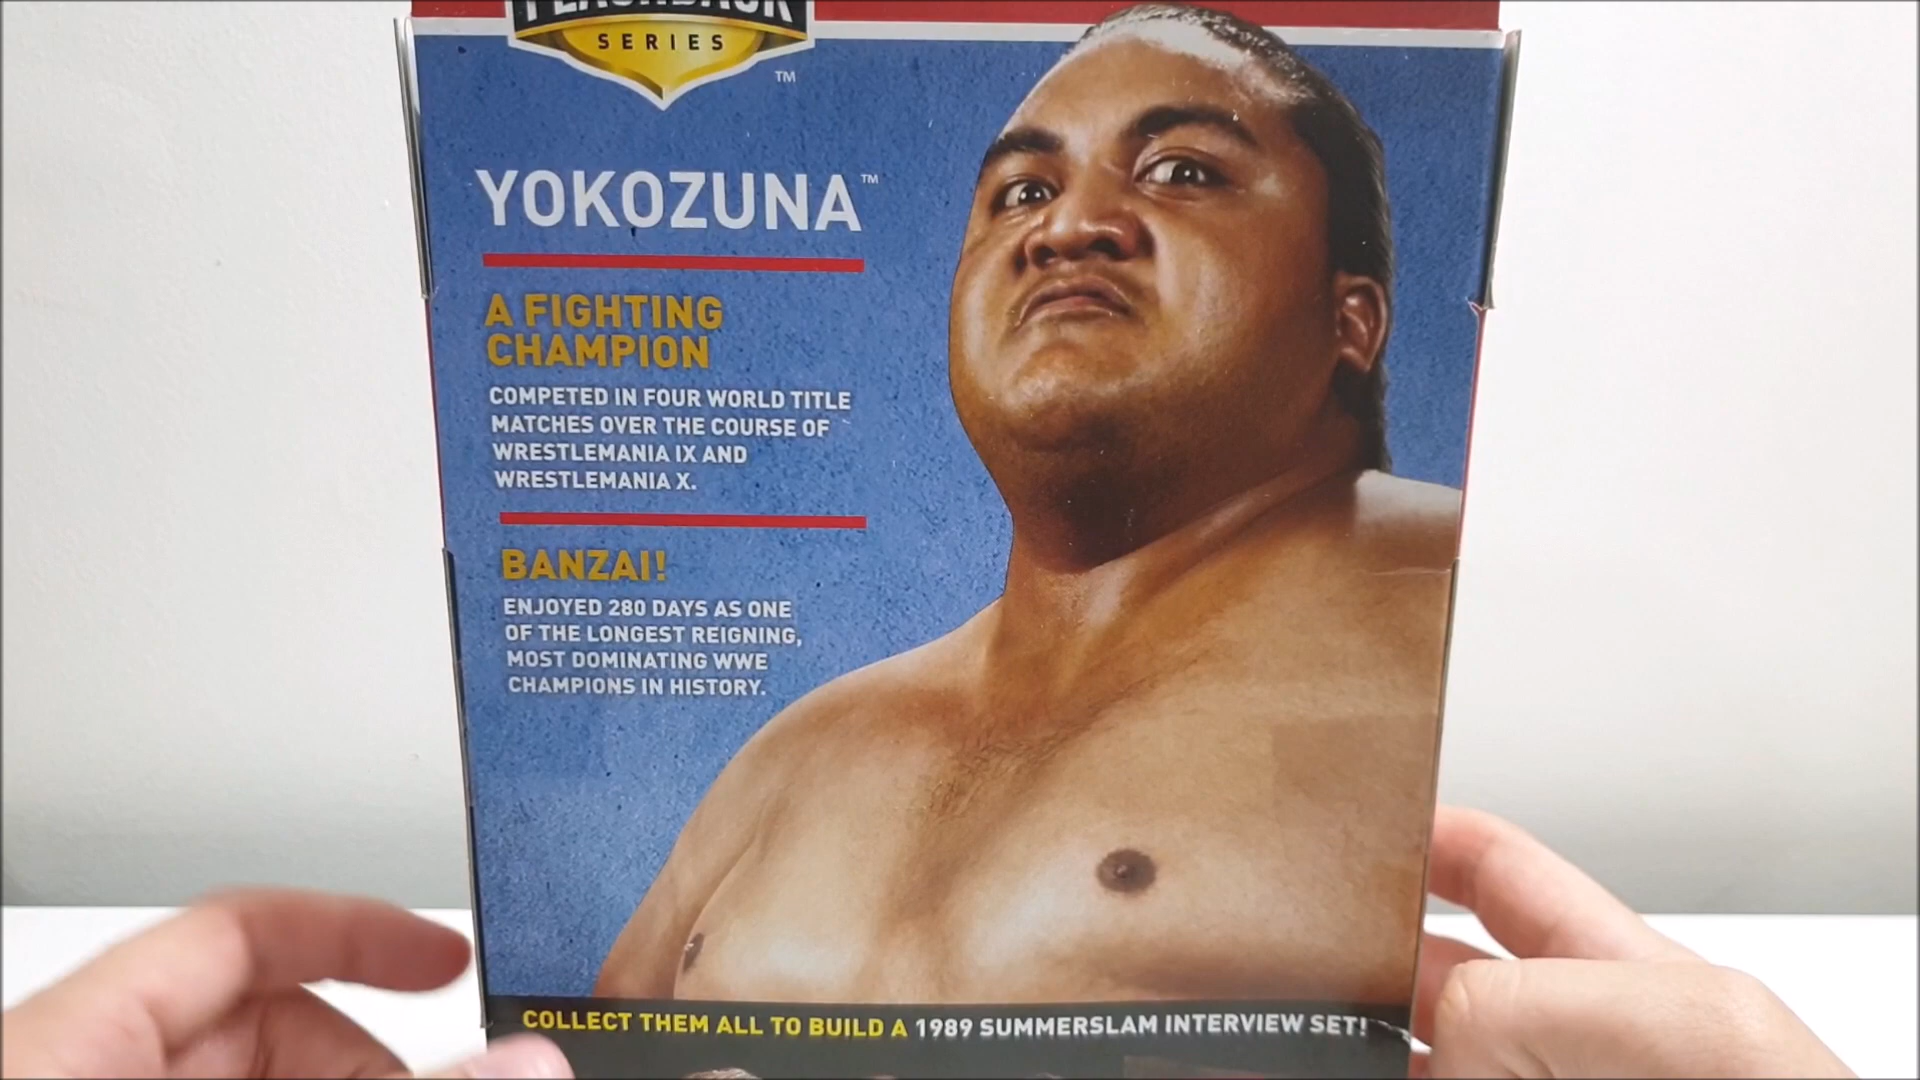 FLASHBACK
SERIES
TM
YOKOZUNA™
A FIGHTING
CHAMPION
COMPETED IN FOUR WORLD TITLE
MATCHES OVER THE COURSE OF
WRESTLEMANIA IX AND
WRESTLEMANIA X.
BANZAI!
ENJOYED 280 DAYS AS ONE
OF THE LONGEST REIGNING,
MOST DOMINATING WWE
CHAMPIONS IN HISTORY.
COLLECT THEM ALL TO BUILD A 1989 SUMMERSLAM INTERVIEW SET!